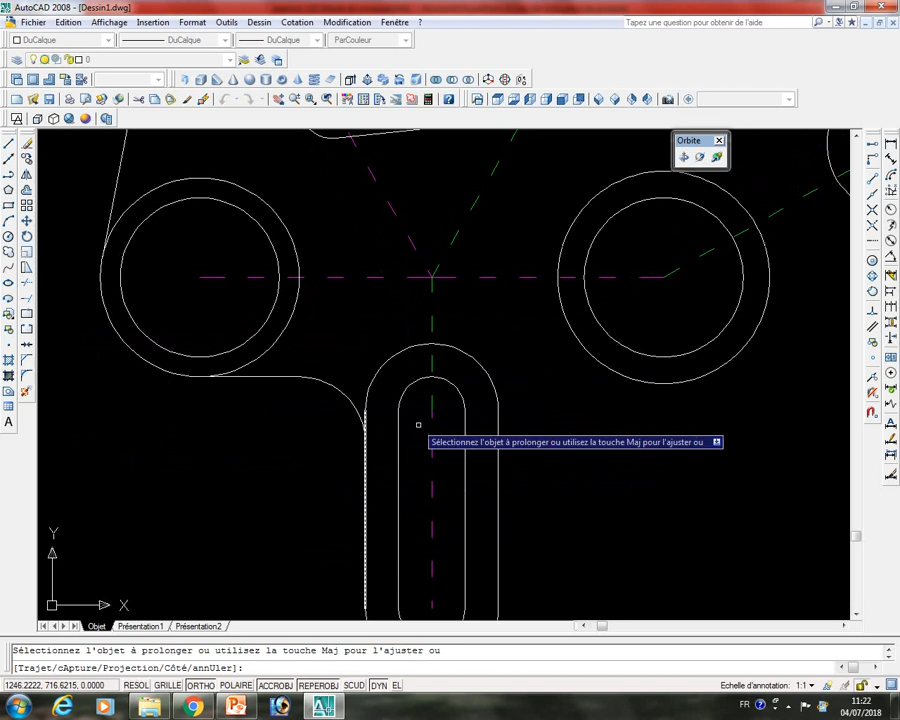 AutoCAD 2008 - [Dessin1.dwg]
Fichier Edition Affichage Insertion Format Outils Dessin Cotation Modification Fenêtre ?
Tapez une question pour obtenir de l'aide
DuCalque DuCalque DuCalque ParCouleur
0
Orbite
Sélectionnez l'objet à prolonger ou utilisez la touche Maj pour l'ajuster ou
Y
X
Objet Présentation1 Présentation2
Sélectionnez l'objet à prolonger ou utilisez la touche Maj pour l'ajuster ou
[Trajet/cApture/Projection/Côté/annUler]:
1246.2222, 716.6215, 0.0000 RESOL GRILLE ORTHO POLAIRE ACCROBJ REPEROBJ SCUD DYN EL Echelle d'annotation: 1:1
FR
11:22
04/07/2018